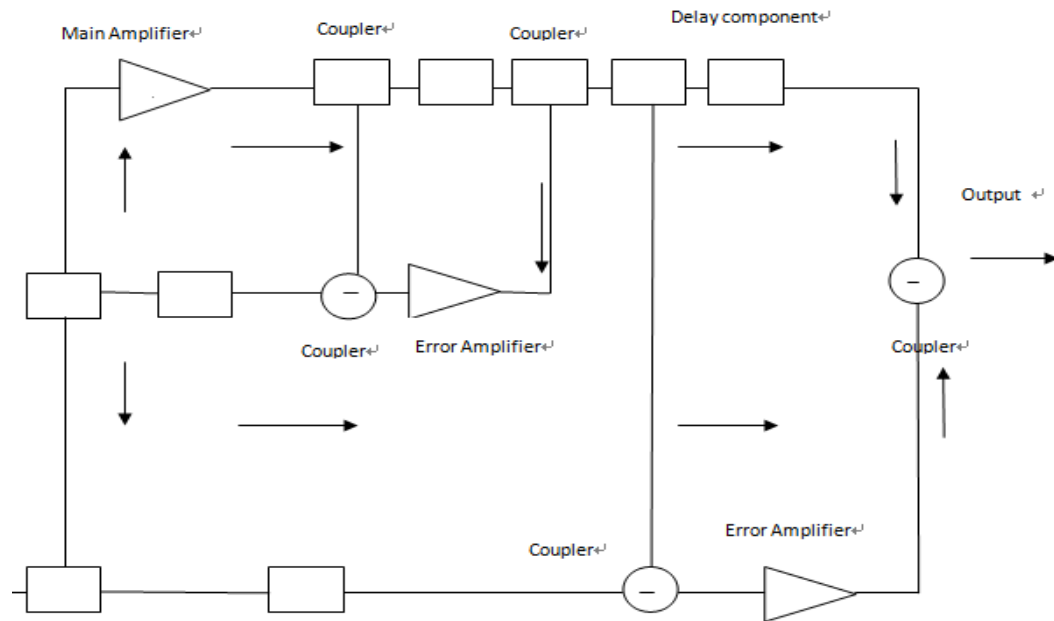 Main Amplifier↵
Coupler↵
Coupler↵
Delay component↵
Output ↵
Coupler↵
Error Amplifier↵
Coupler↵
Coupler↵
Error Amplifier↵